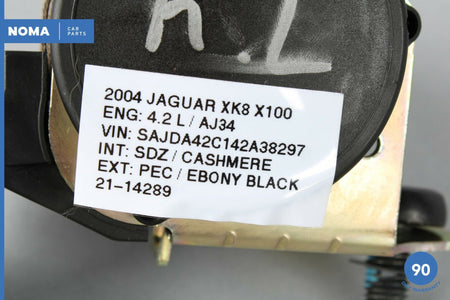 NOMA CAR
PARTS
R.L
2004 JAGUAR XK8 X100
ENG: 4.2 L / AJ34
VIN: SAJDA42C142A38297
INT: SDZ / CASHMERE
EXT: PEC / EBONY BLACK
21-14289
90